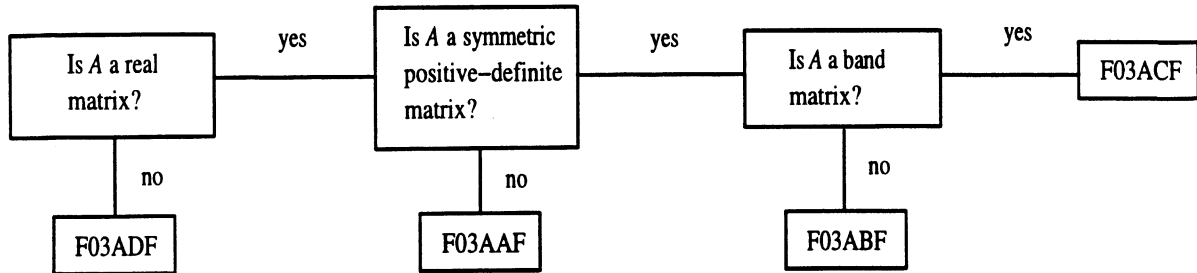 Is A a real
matrix?
yes
Is A a symmetric
positive–definite
matrix?
yes
Is A a band
matrix?
yes
F03ACF
no
no
no
F03ADF
F03AAF
F03ABF